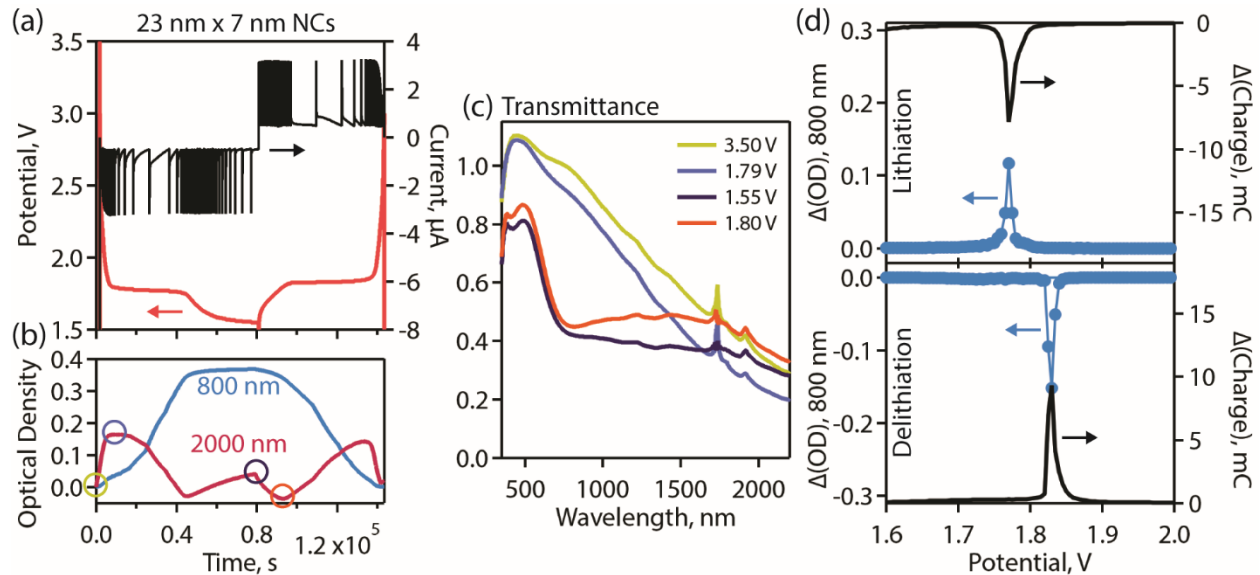 (a)
23 nm x 7 nm NCs
3.5
3.0
2.5
2.0
1.5
Potential, V
4
2
0
-2
-4
-6
-8
Current, µA
(b)
0.4
0.3
0.2
0.1
0.0
Optical Density
800 nm
2000 nm
0.0
0.4
0.8
1.2 x10⁵
Time, s
(c) Transmittance
3.50 V
1.79 V
1.55 V
1.80 V
1.0
0.8
0.6
0.4
0.2
0.0
500
1000
1500
2000
Wavelength, nm
(d)
0.3
0.2
0.1
0.0
Δ(OD), 800 nm
Lithiation
0
-5
-10
-15
Δ(Charge), mC
0.0
-0.1
-0.2
-0.3
Δ(OD), 800 nm
Delithiation
15
10
5
0
Δ(Charge), mC
1.6
1.7
1.8
1.9
2.0
Potential, V